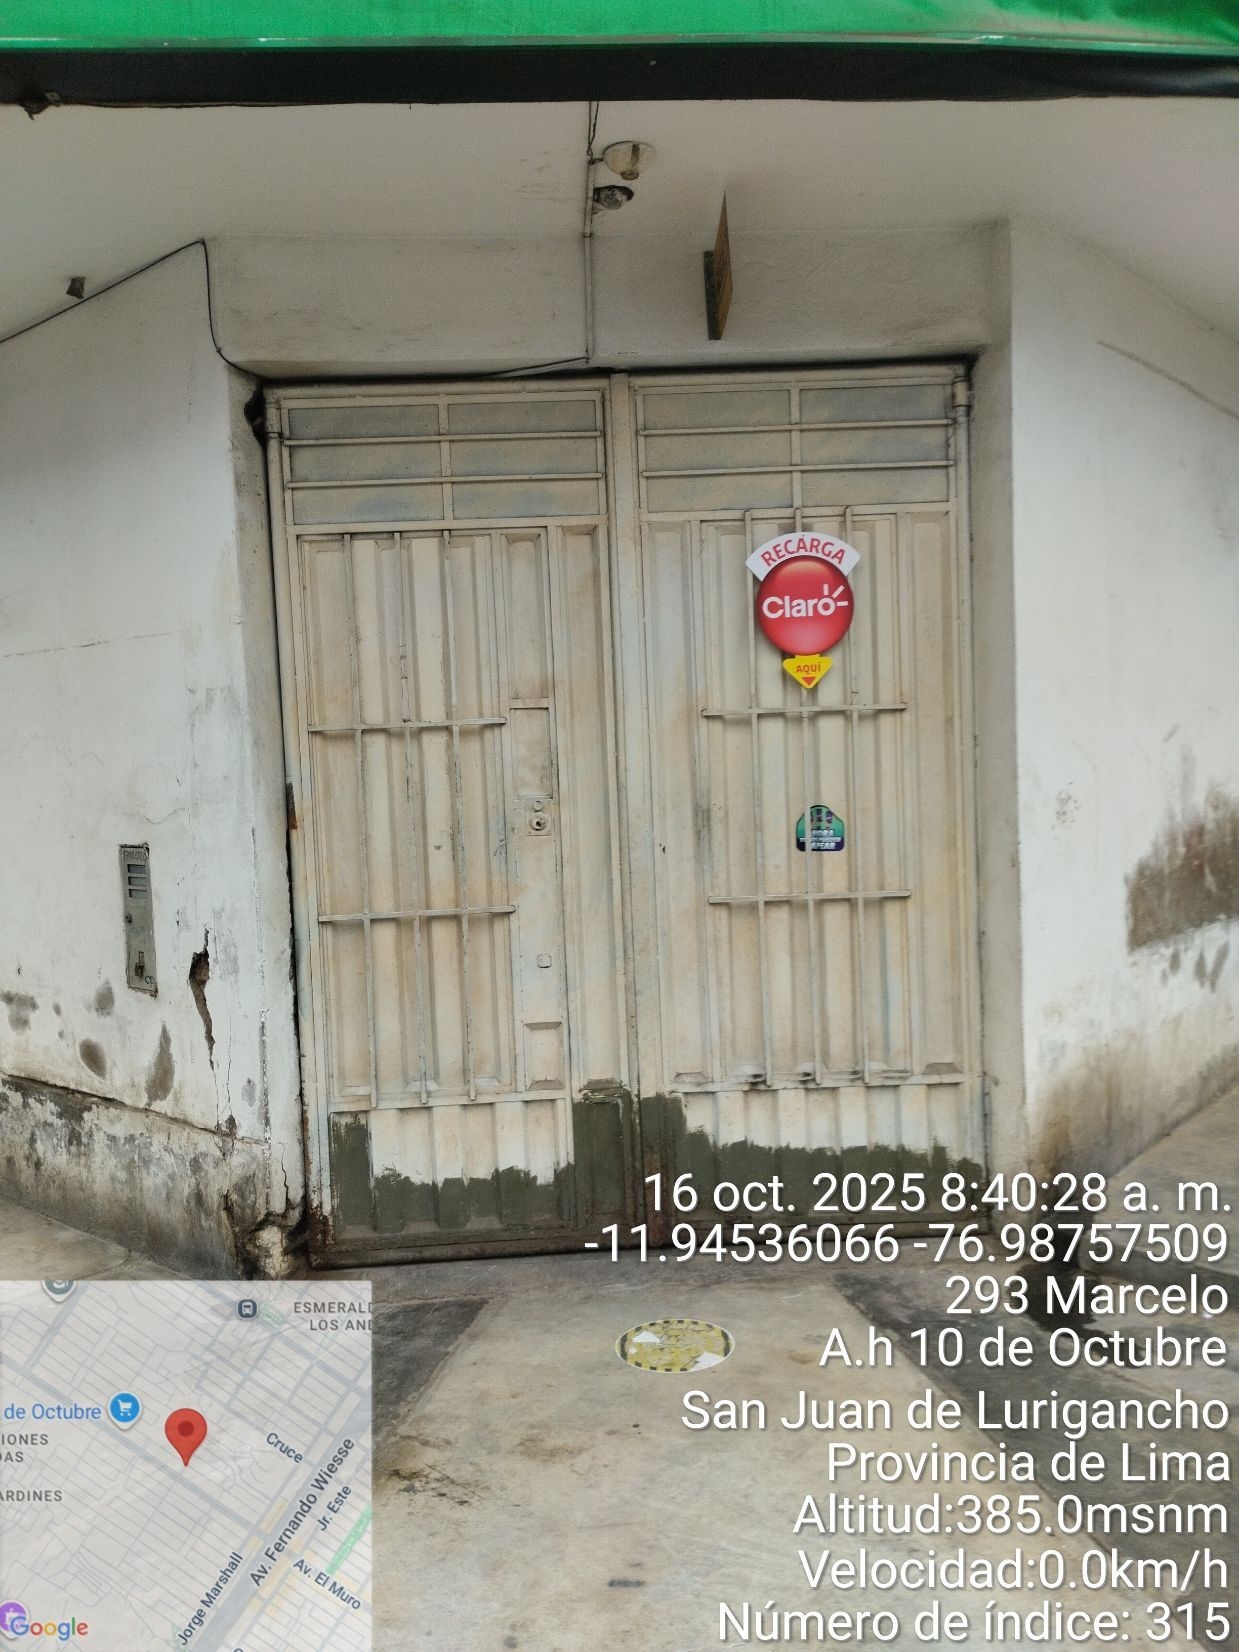 RECARGA
Claro
AQUÍ
16 oct. 2025 8:40:28 a. m.
-11.94536066 -76.98757509
293 Marcelo
A.h 10 de Octubre
San Juan de Lurigancho
Provincia de Lima
Altitud:385.0msnm
Velocidad:0.0km/h
Número de índice: 315
ESMERALD
LOS AND
de Octubre
IONES
DAS
ARDINES
Cruce
Av. Fernando Wiesse
Jr. Este
Av. El Muro
Jorge Marshall
Google